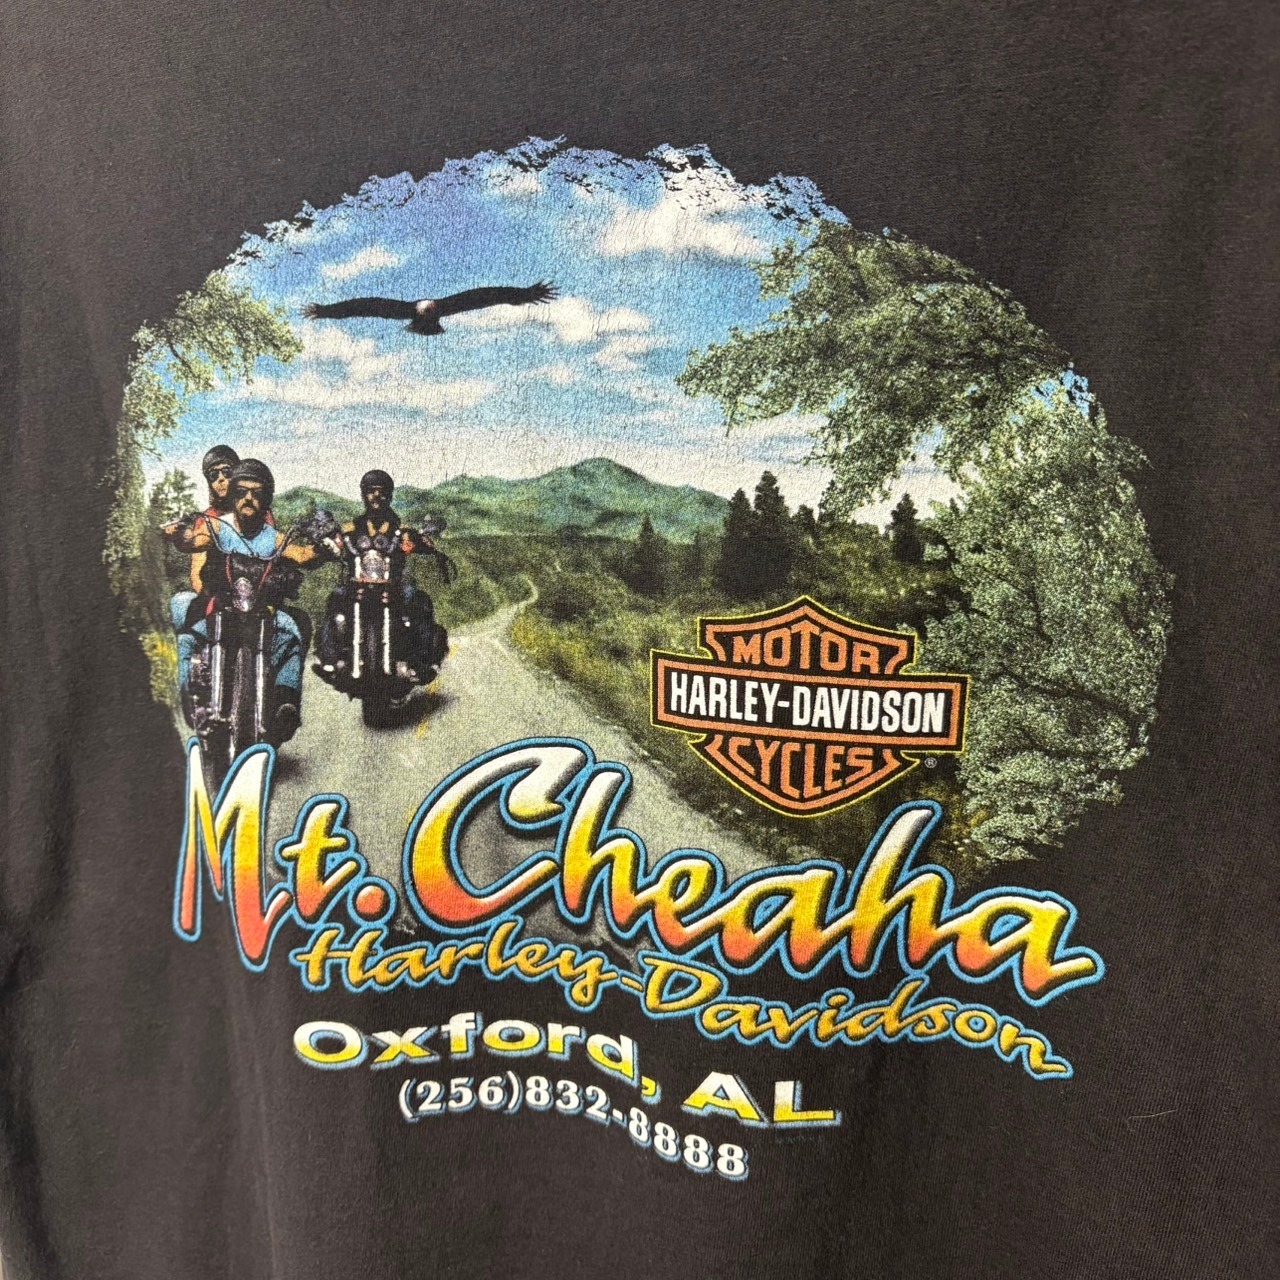 MOTOR
HARLEY-DAVIDSON
CYCLES
®
Mt. Cheaha
Harley-Davidson
Oxford, AL
(256)832-8888